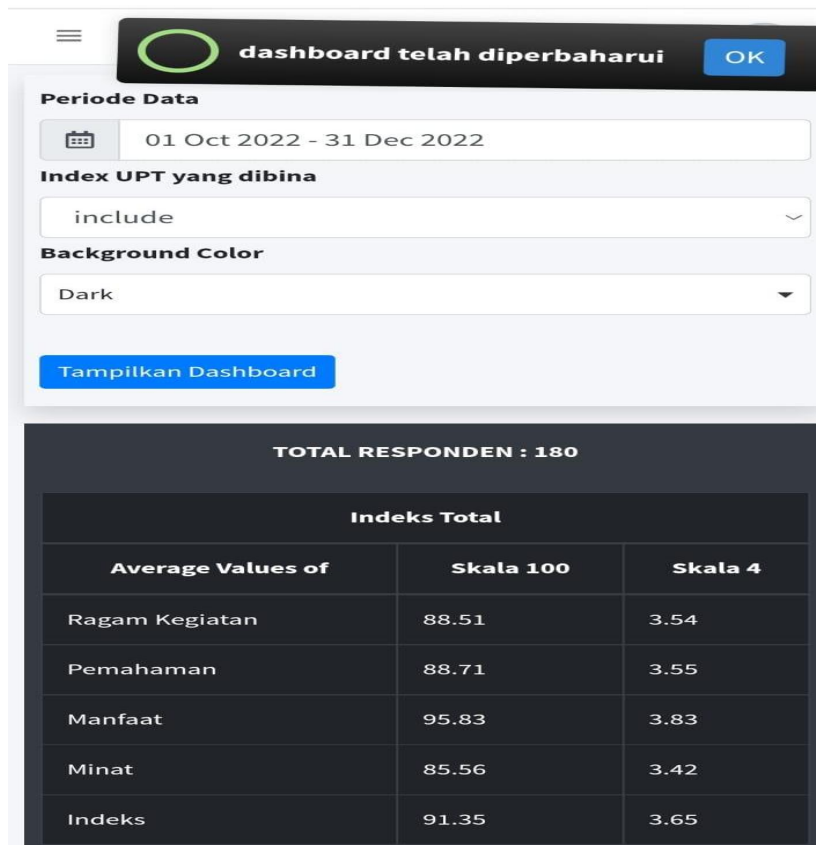 dashboard telah diperbaharui OK
Periode Data
01 Oct 2022 - 31 Dec 2022
Index UPT yang dibina
include
Background Color
Dark
Tampilkan Dashboard
TOTAL RESPONDEN : 180
Indeks Total
Average Values of Skala 100 Skala 4
Ragam Kegiatan 88.51 3.54
Pemahaman 88.71 3.55
Manfaat 95.83 3.83
Minat 85.56 3.42
Indeks 91.35 3.65